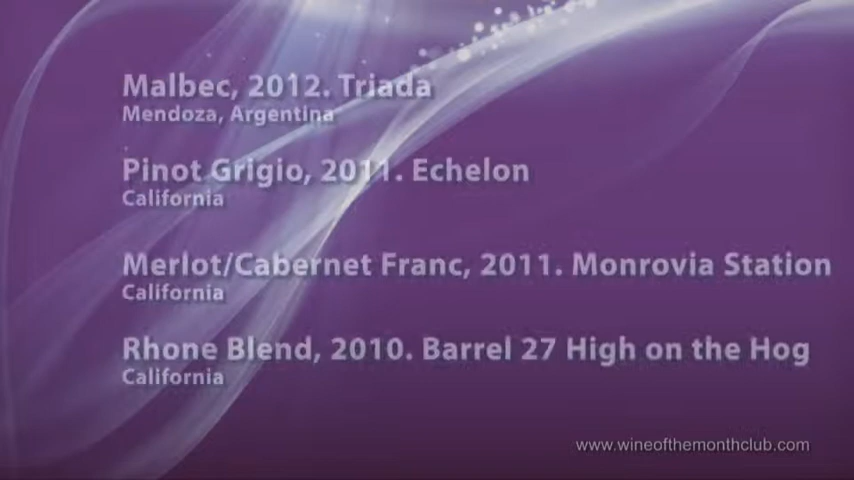 Malbec, 2012. Triada
Mendoza, Argentina
Pinot Grigio, 2011. Echelon
California
Merlot/Cabernet Franc, 2011. Monrovia Station
California
Rhone Blend, 2010. Barrel 27 High on the Hog
California
www.wineofthemonthclub.com